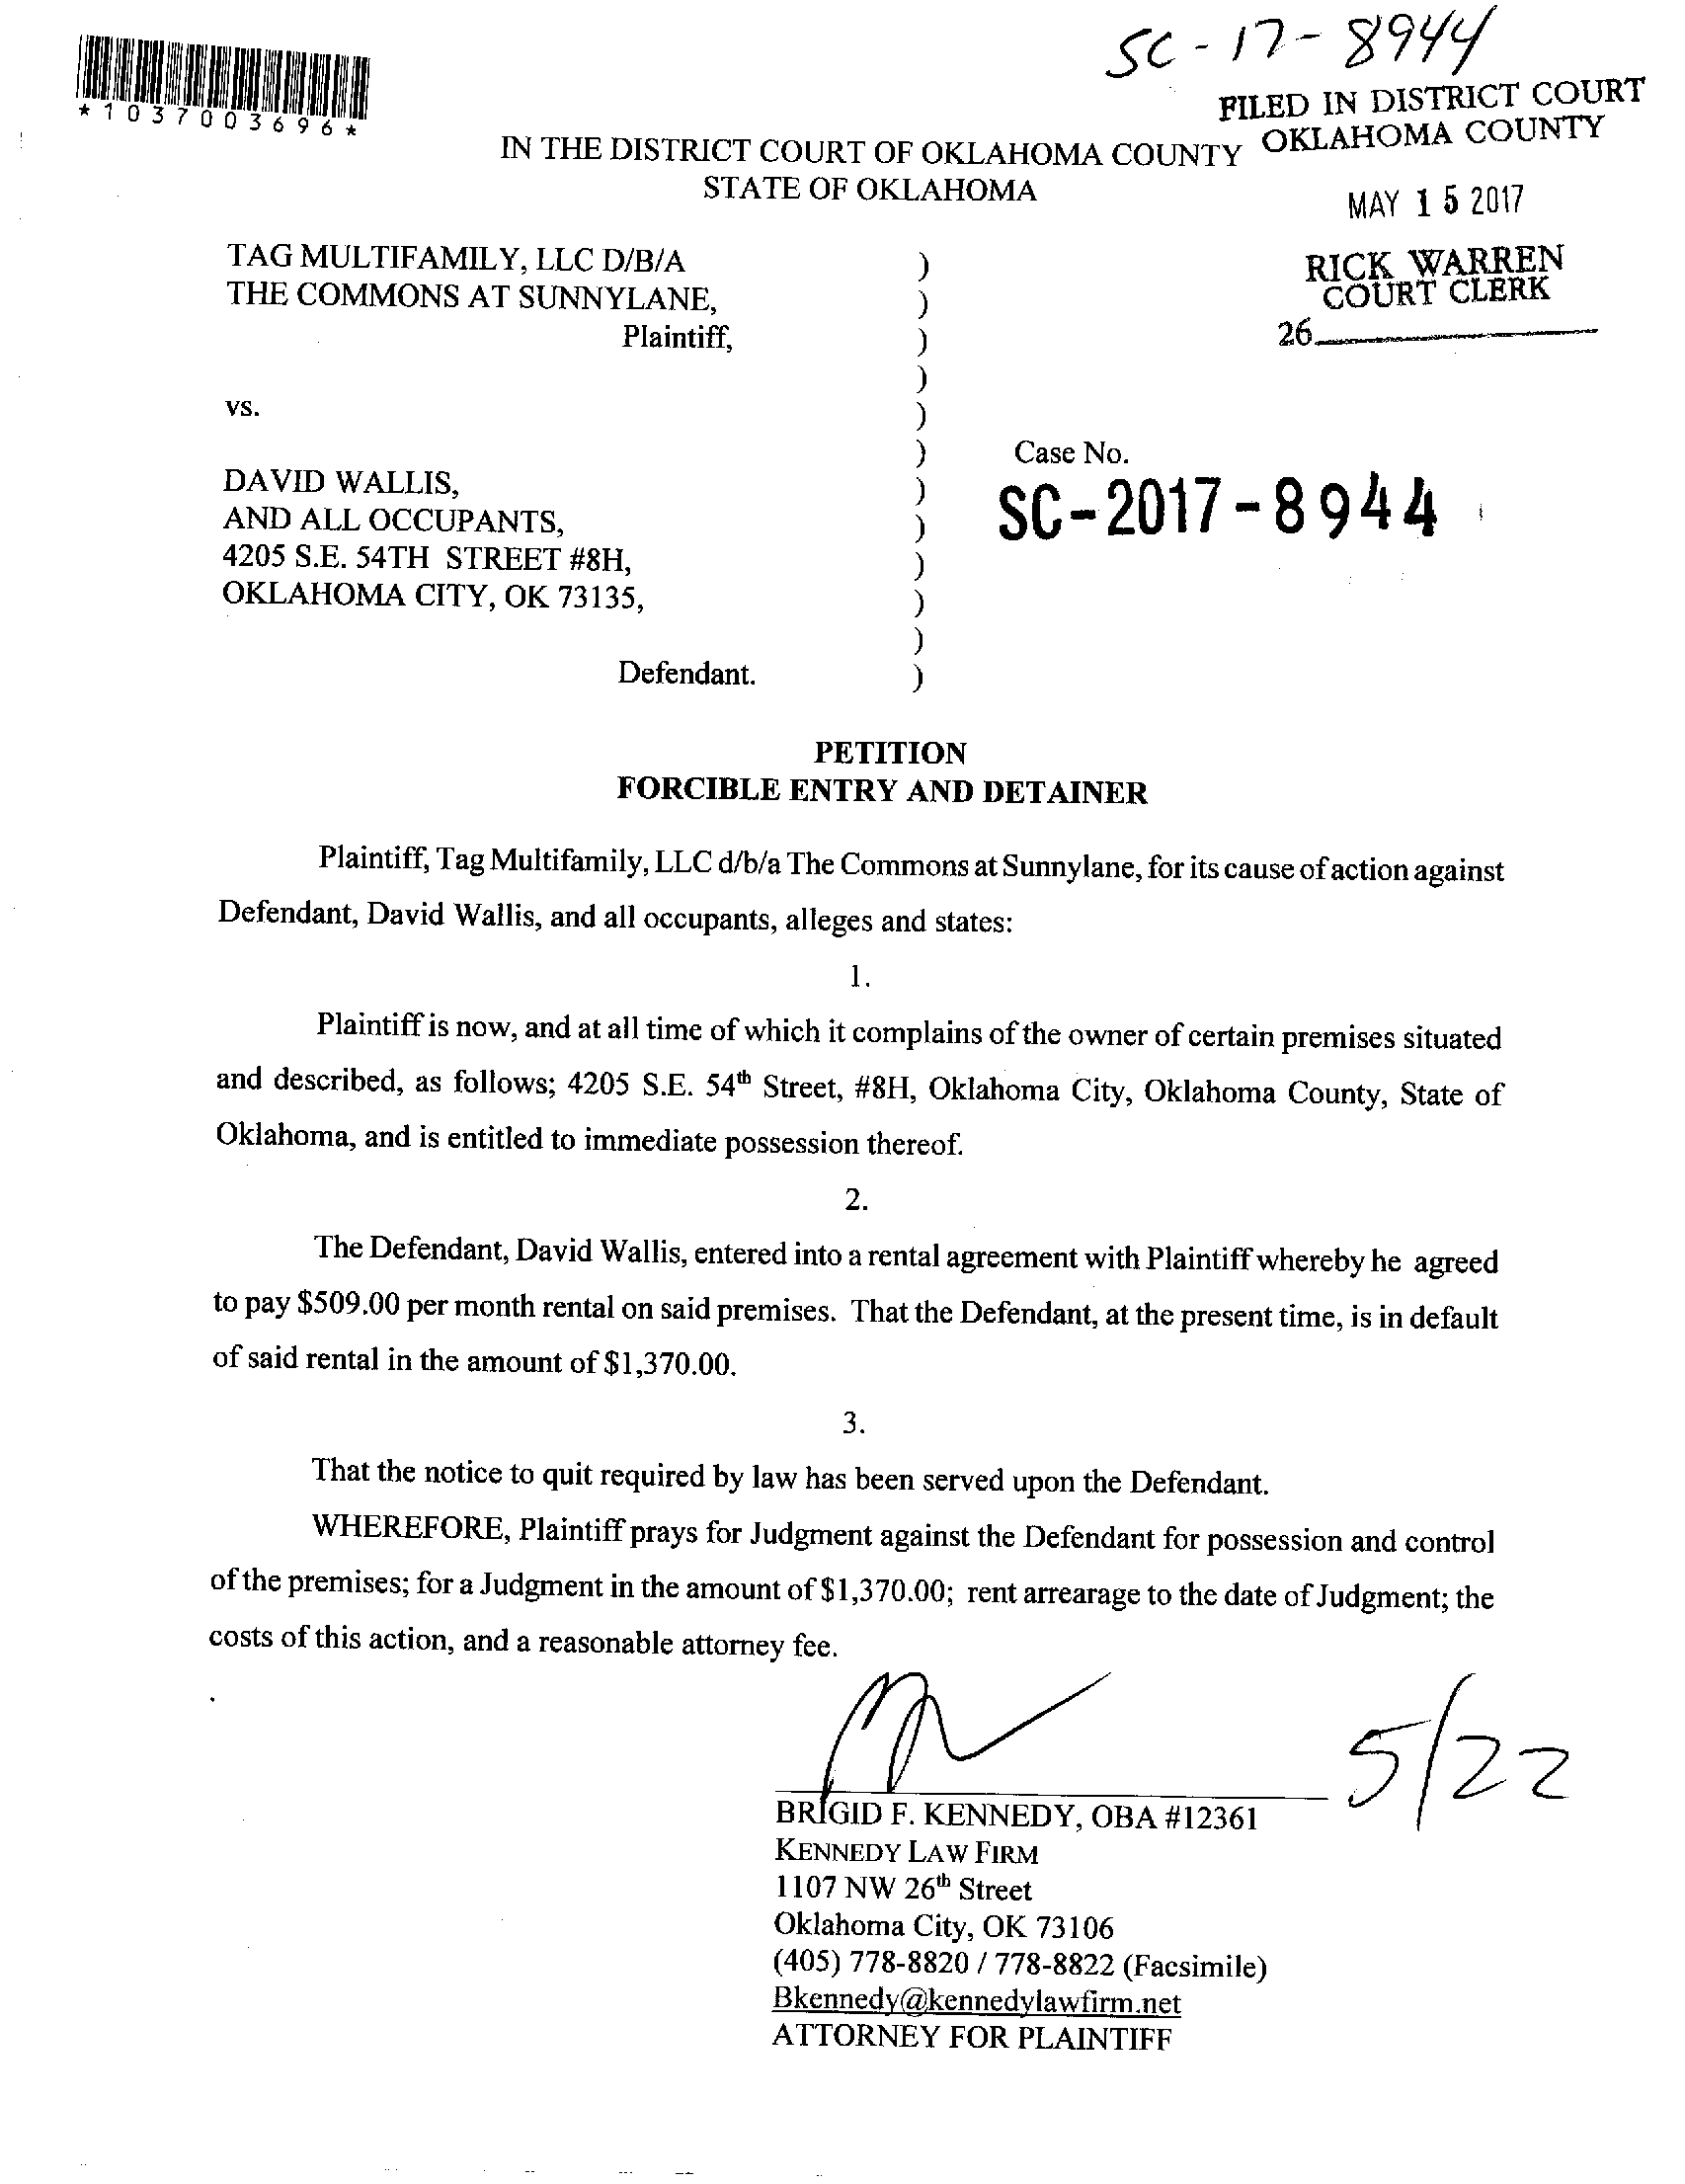 SC-17-8944
*1037003696*
FILED IN DISTRICT COURT
OKLAHOMA COUNTY
IN THE DISTRICT COURT OF OKLAHOMA COUNTY
STATE OF OKLAHOMA
MAY 15 2017
RICK WARREN
COURT CLERK
26
TAG MULTIFAMILY, LLC D/B/A )
THE COMMONS AT SUNNYLANE, )
Plaintiff, )
)
vs. )
)
DAVID WALLIS, )
AND ALL OCCUPANTS, )
4205 S.E. 54TH STREET #8H, )
OKLAHOMA CITY, OK 73135, )
)
Defendant. )
Case No.
SC-2017-8944
PETITION
FORCIBLE ENTRY AND DETAINER
Plaintiff, Tag Multifamily, LLC d/b/a The Commons at Sunnylane, for its cause of action against
Defendant, David Wallis, and all occupants, alleges and states:
1.
Plaintiff is now, and at all time of which it complains of the owner of certain premises situated
and described, as follows; 4205 S.E. 54th Street, #8H, Oklahoma City, Oklahoma County, State of
Oklahoma, and is entitled to immediate possession thereof.
2.
The Defendant, David Wallis, entered into a rental agreement with Plaintiff whereby he agreed
to pay $509.00 per month rental on said premises. That the Defendant, at the present time, is in default
of said rental in the amount of $1,370.00.
3.
That the notice to quit required by law has been served upon the Defendant.
WHEREFORE, Plaintiff prays for Judgment against the Defendant for possession and control
of the premises; for a Judgment in the amount of $1,370.00; rent arrearage to the date of Judgment; the
costs of this action, and a reasonable attorney fee.
5/22
BRIGID F. KENNEDY, OBA #12361
KENNEDY LAW FIRM
1107 NW 26th Street
Oklahoma City, OK 73106
(405) 778-8820 / 778-8822 (Facsimile)
Bkennedy@kennedylawfirm.net
ATTORNEY FOR PLAINTIFF